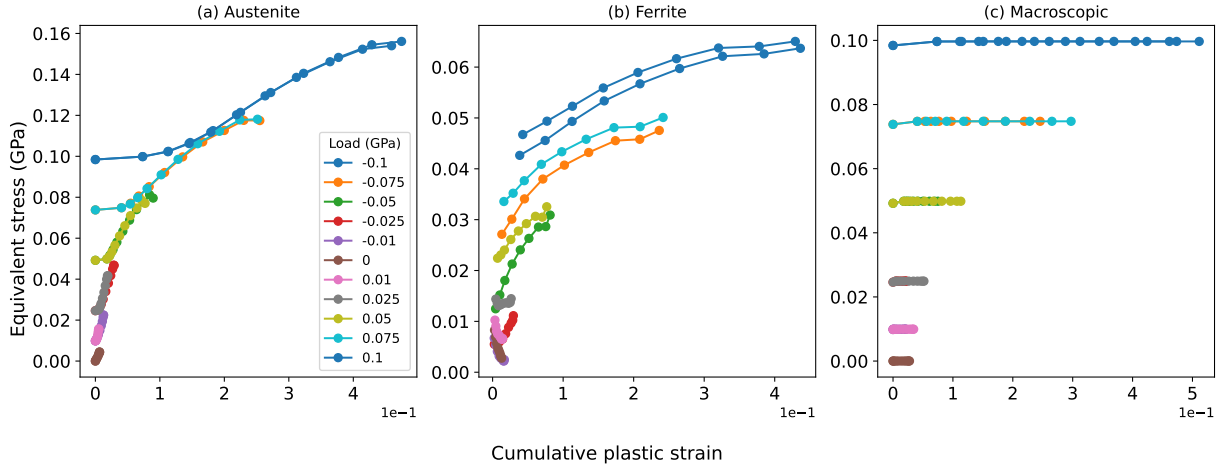 (a) Austenite
(b) Ferrite
(c) Macroscopic
Equivalent stress (GPa)
0.16
0.14
0.12
0.10
0.08
0.06
0.04
0.02
0.00
0 1 2 3 4
1e−1
Load (GPa)
-0.1
-0.075
-0.05
-0.025
-0.01
0
0.01
0.025
0.05
0.075
0.1
0.06
0.05
0.04
0.03
0.02
0.01
0.00
0 1 2 3 4
1e−1
0.10
0.08
0.06
0.04
0.02
0.00
0 1 2 3 4 5
1e−1
Cumulative plastic strain